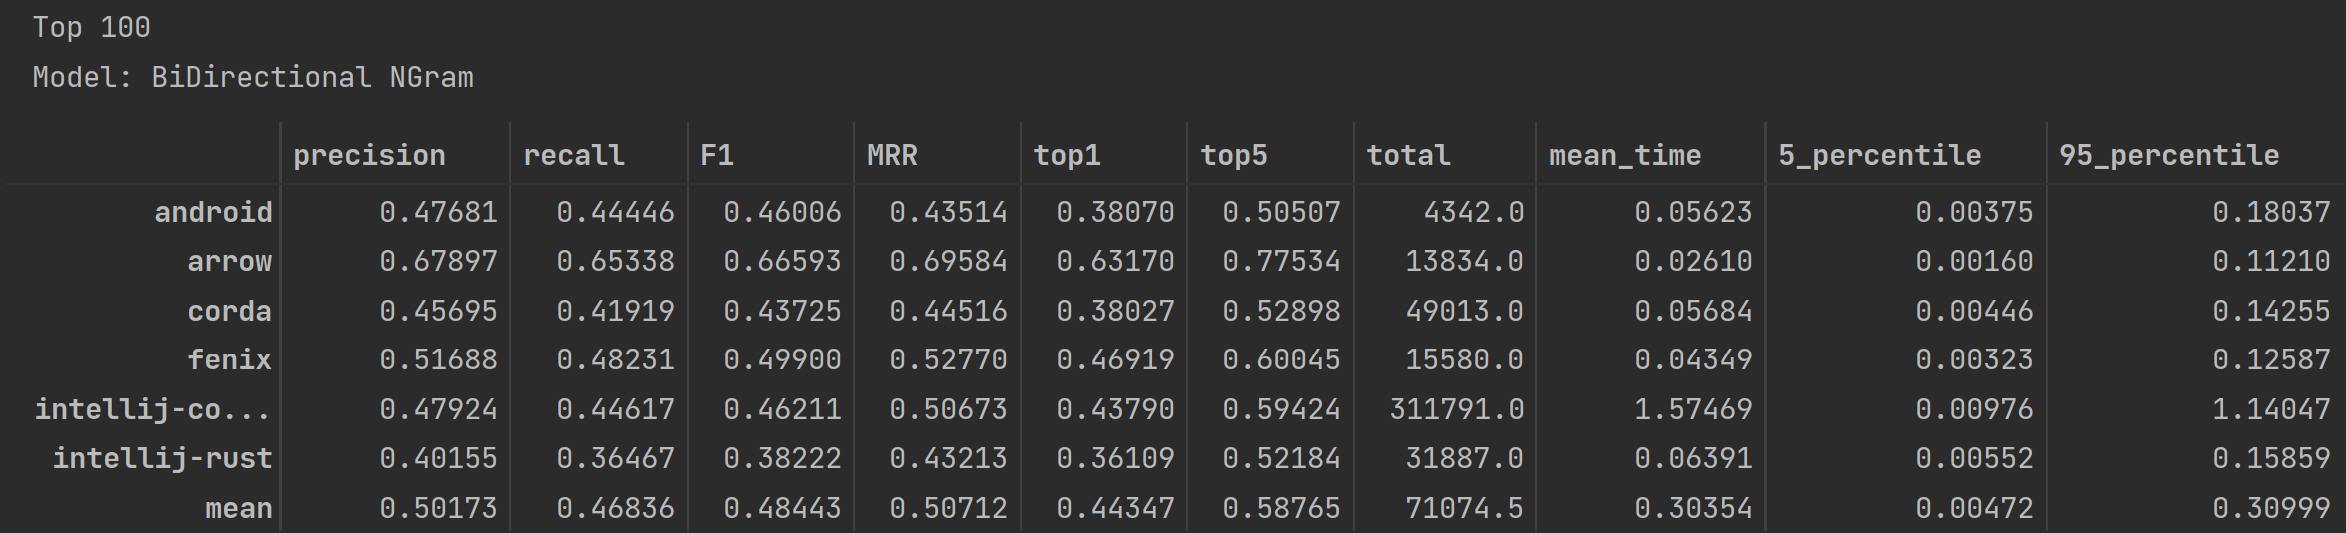 Top 100
Model: BiDirectional NGram
precision recall F1 MRR top1 top5 total mean_time 5_percentile 95_percentile
android 0.47681 0.44446 0.46006 0.43514 0.38070 0.50507 4342.0 0.05623 0.00375 0.18037
arrow 0.67897 0.65338 0.66593 0.69584 0.63170 0.77534 13834.0 0.02610 0.00160 0.11210
corda 0.45695 0.41919 0.43725 0.44516 0.38027 0.52898 49013.0 0.05684 0.00446 0.14255
fenix 0.51688 0.48231 0.49900 0.52770 0.46919 0.60045 15580.0 0.04349 0.00323 0.12587
intellij-co... 0.47924 0.44617 0.46211 0.50673 0.43790 0.59424 311791.0 1.57469 0.00976 1.14047
intellij-rust 0.40155 0.36467 0.38222 0.43213 0.36109 0.52184 31887.0 0.06391 0.00552 0.15859
mean 0.50173 0.46836 0.48443 0.50712 0.44347 0.58765 71074.5 0.30354 0.00472 0.30999